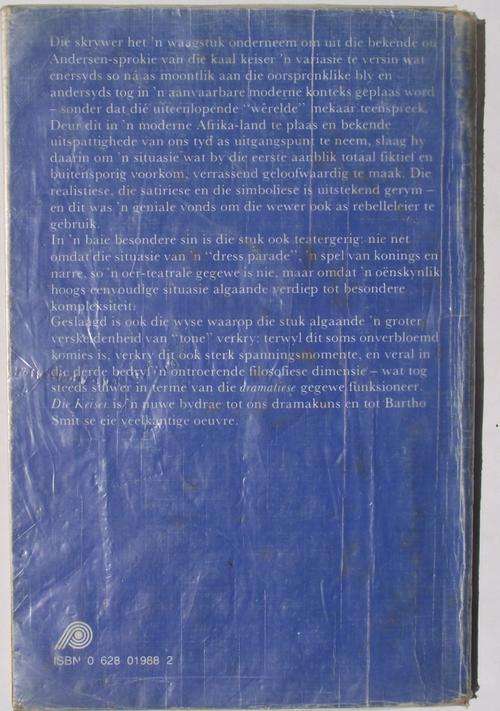 Die skrywer het 'n waagstuk onderneem om uit die bekende ou
Andersen-sprokie van die kaal keiser 'n variasie te versin wat
enersyds so ná as moontlik aan die oorspronklike bly en
andersyds tog in 'n aanvaarbare moderne konteks geplaas word
– sonder dat dié uiteenlopende "wêrelde" mekaar teenspreek.
Deur dit in 'n moderne Afrika-land te plaas en bekende
uitspattighede van ons tyd as uitgangspunt te neem, slaag hy
daarin om 'n situasie wat by die eerste aanblik totaal fiktief en
buitensporig voorkom, verrassend geloofwaardig te maak. Die
realistiese, die satiriese en die simboliese is uitstekend gerym –
en dit was 'n geniale vonds om die wewer ook as rebelleleier te
gebruik.
In 'n baie besondere sin is die stuk ook teatergerig: nie net
omdat die situasie van 'n "dress parade", 'n spel van konings en
narre, so 'n oer-teatrale gegewe is nie, maar omdat 'n oënskynlik
hoogs eenvoudige situasie algaande verdiep tot besondere
kompleksiteit.
Geslaagd is ook die wyse waarop die stuk algaande 'n groter
verskeidenheid van "tone" verkry: terwyl dit soms onverbloemd
komies is, verkry dit ook sterk spanningsmomente, en veral in
die derde bedryf 'n ontroerende filosofiese dimensie – wat tog
steeds suiwer in terme van die dramatiese gegewe funksioneer.
Die Keiser is 'n nuwe bydrae tot ons dramakuns en tot Bartho
Smit se eie veelkantige oeuvre.
ISBN 0 628 01988 2